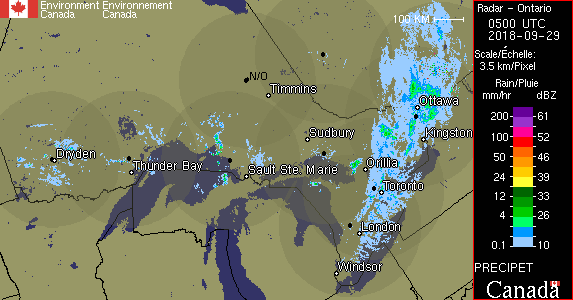 Environment Environnement
Canada Canada
100 KM
N/O
Timmins
Ottawa
Sudbury
Kingston
Dryden
Thunder Bay
Sault Ste. Marie
Orillia
Toronto
London
Windsor
Radar - Ontario
0500 UTC
2018-09-29
Scale/Échelle:
3.5 km/Pixel
Rain/Pluie
mm/hr dBZ
200 61
100 57
50 52
50 46
24 39
12 33
4 26
0.1 10
PRECIPET
Canada